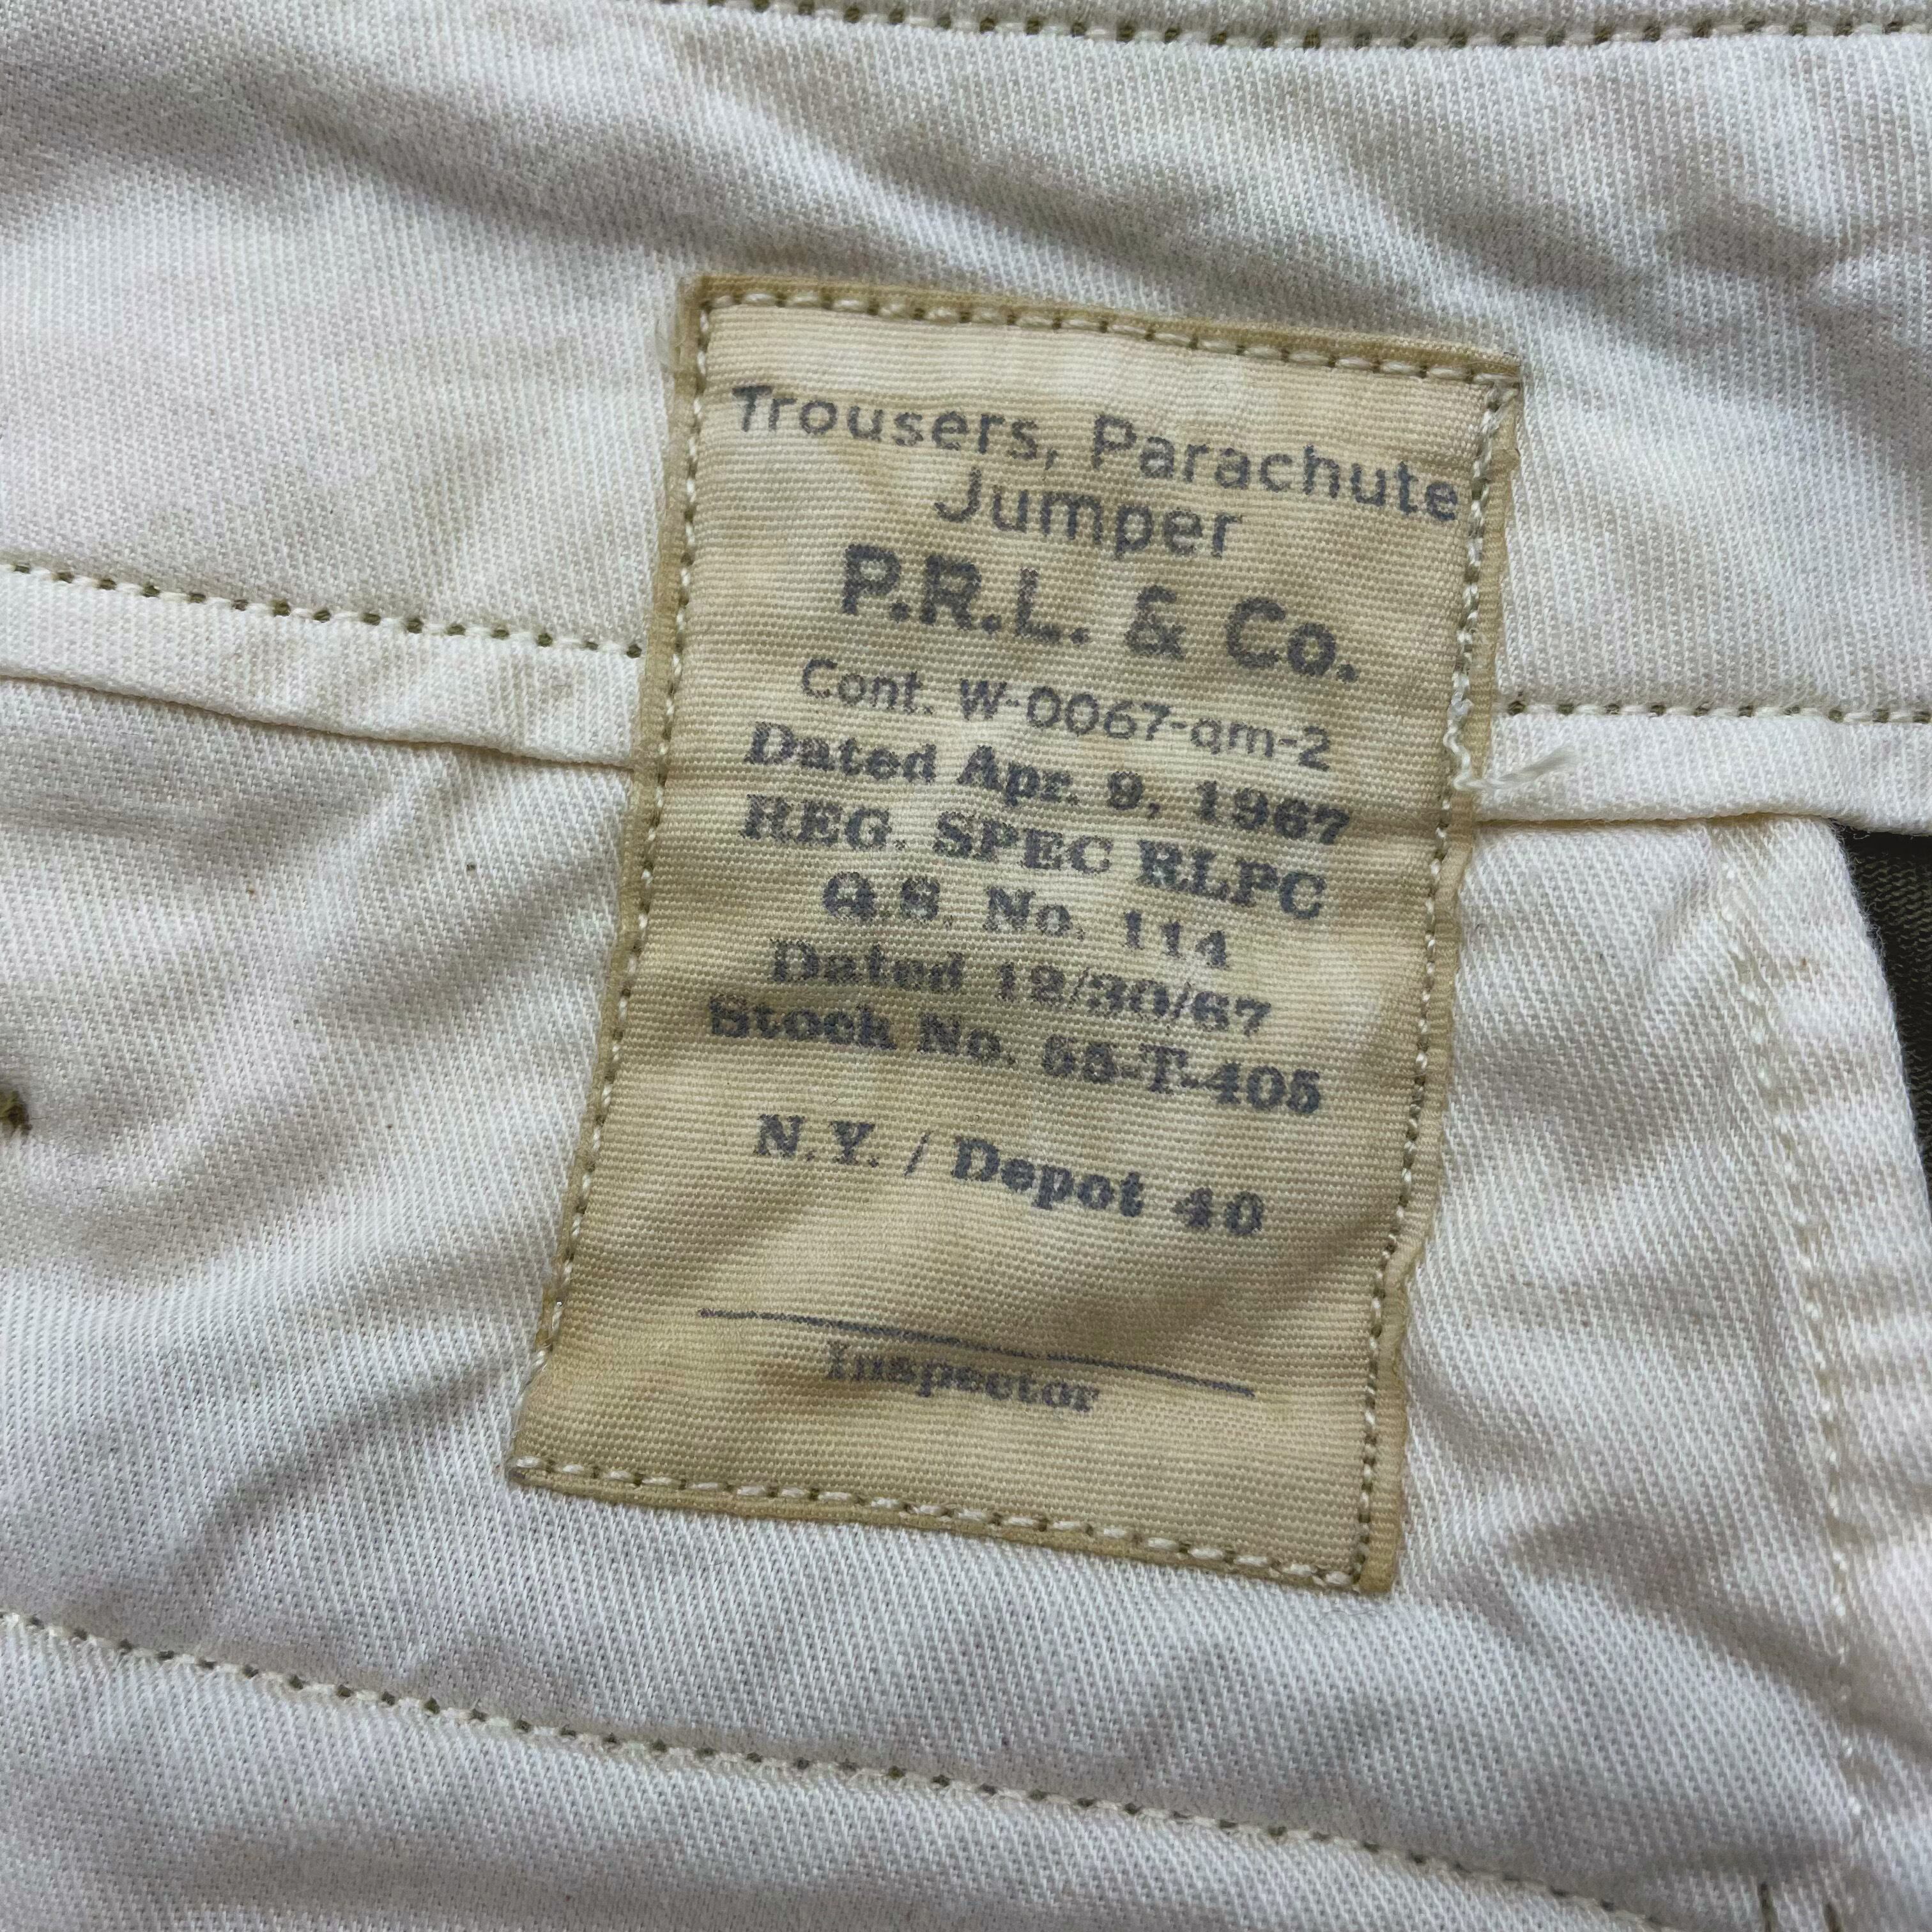 Trousers, Parachute
Jumper
P.R.L. & Co.
Cont. W-0067-qm-2
Dated Apr. 9, 1967
REG. SPEC RLPC
Q.S. No. 114
Dated 12/30/67
Stock No. 55-T-405
N.Y. / Depot 40
Inspector